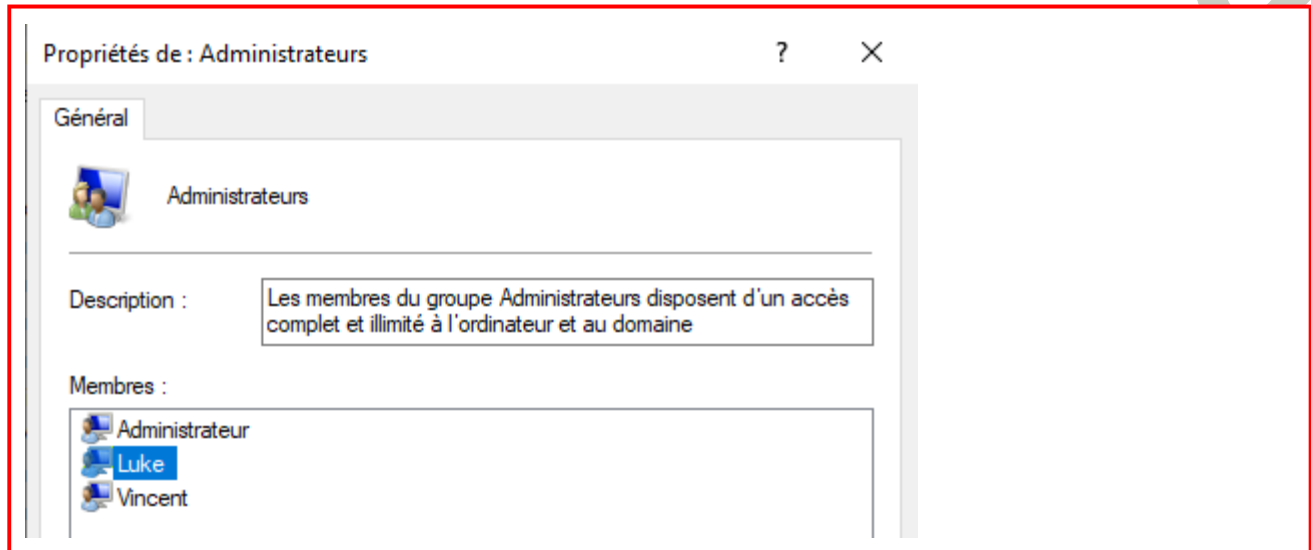 Propriétés de : Administrateurs ? ×
Général
Administrateurs
Description : Les membres du groupe Administrateurs disposent d'un accès
complet et illimité à l'ordinateur et au domaine
Membres :
Administrateur
Luke
Vincent